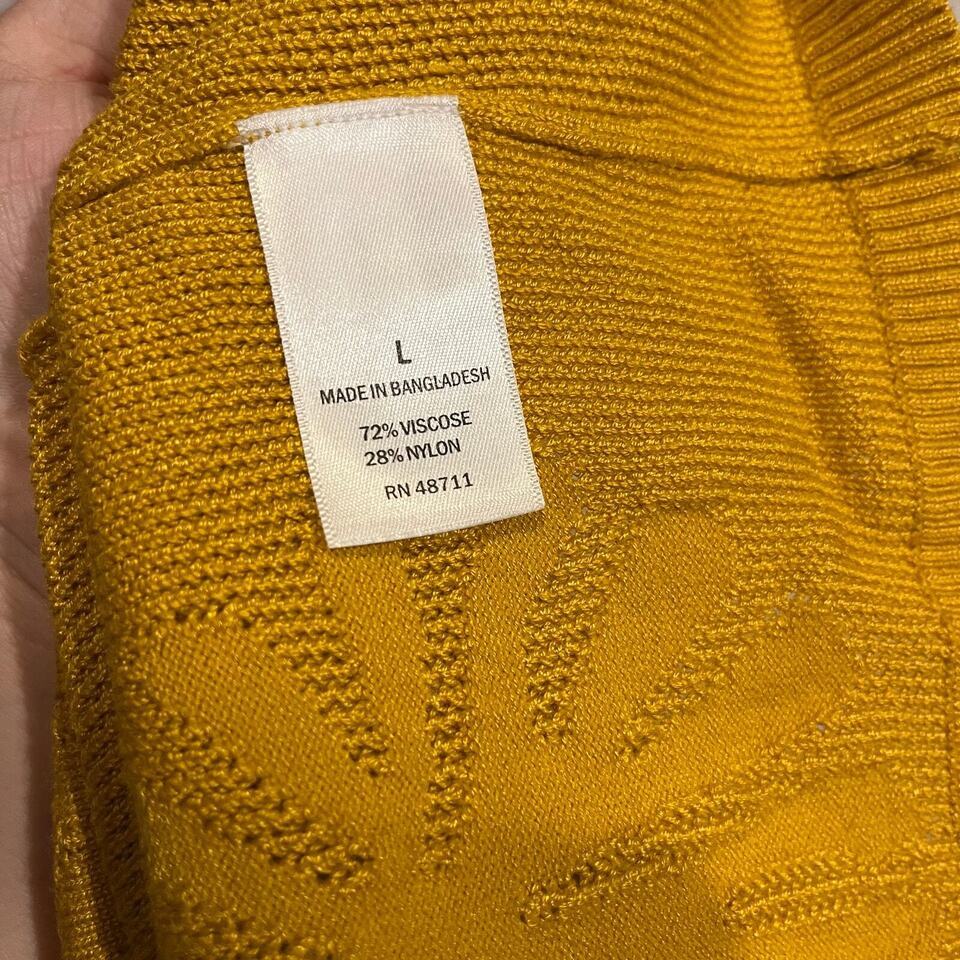 L
MADE IN BANGLADESH
72% VISCOSE
28% NYLON
RN 48711